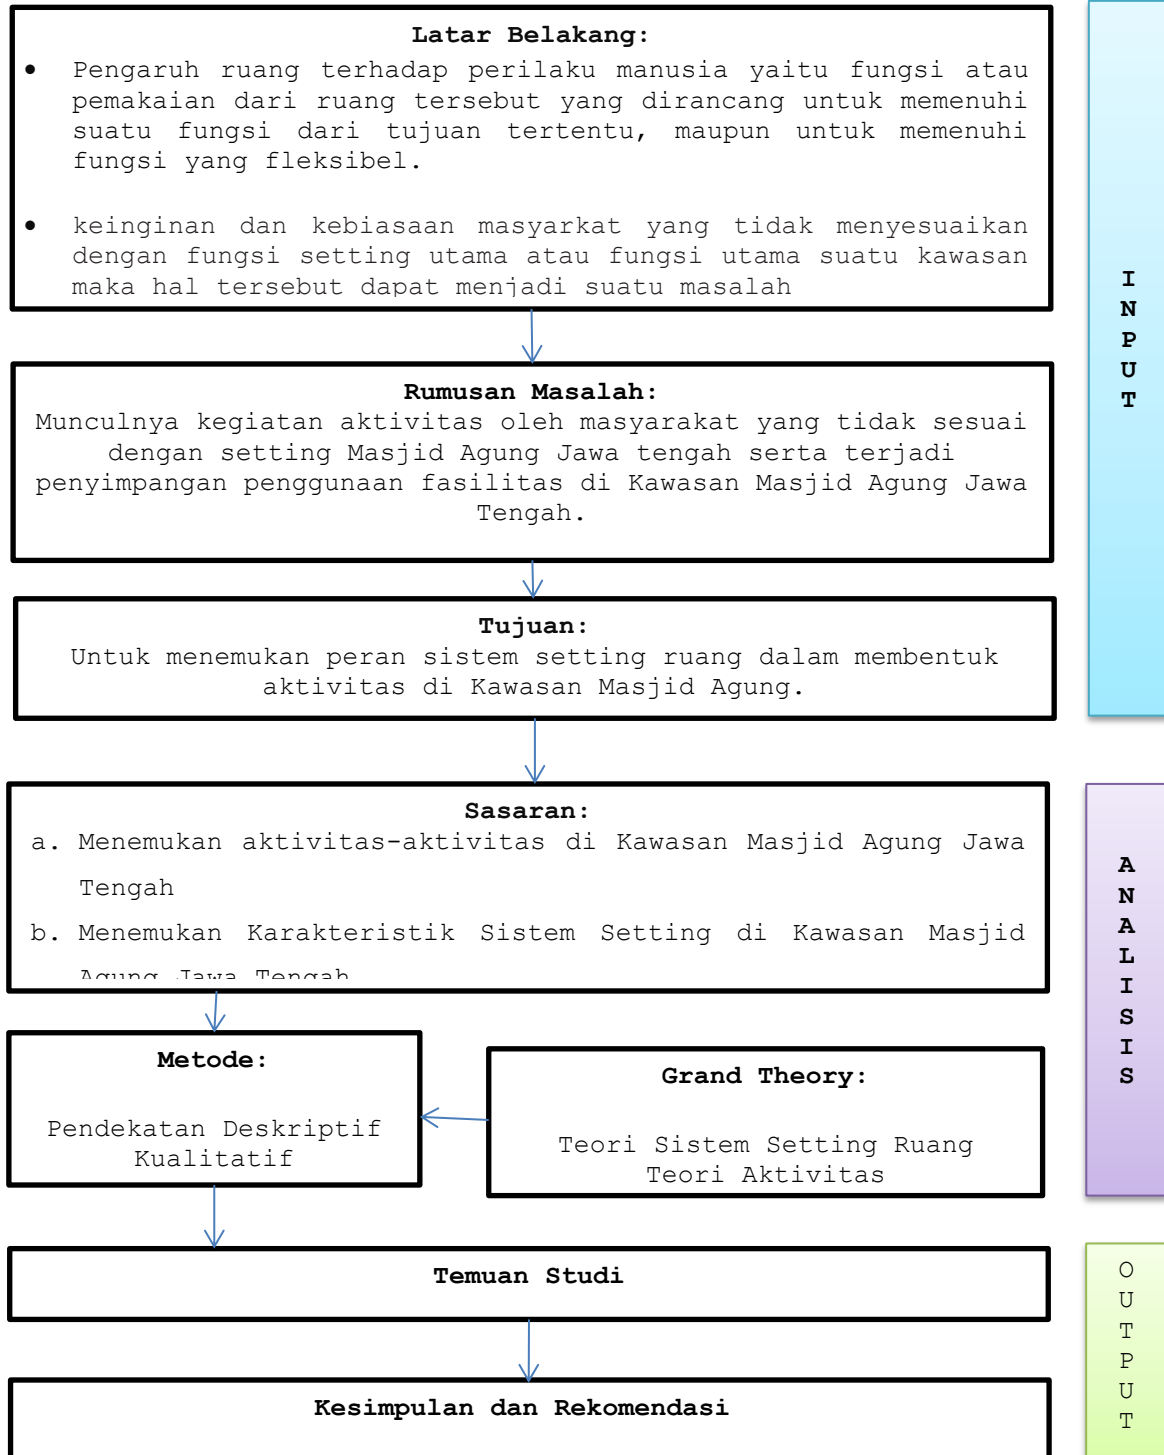 Latar Belakang:
• Pengaruh ruang terhadap perilaku manusia yaitu fungsi atau
pemakaian dari ruang tersebut yang dirancang untuk memenuhi
suatu fungsi dari tujuan tertentu, maupun untuk memenuhi
fungsi yang fleksibel.
• keinginan dan kebiasaan masyarkat yang tidak menyesuaikan
dengan fungsi setting utama atau fungsi utama suatu kawasan
maka hal tersebut dapat menjadi suatu masalah
Rumusan Masalah:
Munculnya kegiatan aktivitas oleh masyarakat yang tidak sesuai
dengan setting Masjid Agung Jawa tengah serta terjadi
penyimpangan penggunaan fasilitas di Kawasan Masjid Agung Jawa
Tengah.
Tujuan:
Untuk menemukan peran sistem setting ruang dalam membentuk
aktivitas di Kawasan Masjid Agung.
I
N
P
U
T
Sasaran:
a. Menemukan aktivitas-aktivitas di Kawasan Masjid Agung Jawa
Tengah
b. Menemukan Karakteristik Sistem Setting di Kawasan Masjid
Agung Jawa Tengah
Metode:
Pendekatan Deskriptif
Kualitatif
Grand Theory:
Teori Sistem Setting Ruang
Teori Aktivitas
A
N
A
L
I
S
I
S
Temuan Studi
Kesimpulan dan Rekomendasi
O
U
T
P
U
T